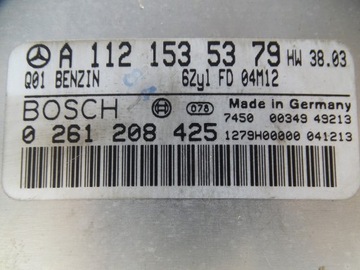 A 112 153 53 79 HW 38.03
Q01 BENZIN 6Zyl FD 04M12
BOSCH 078 Made in Germany
7450 00349 49213
0 261 208 425 1279H00000 041213